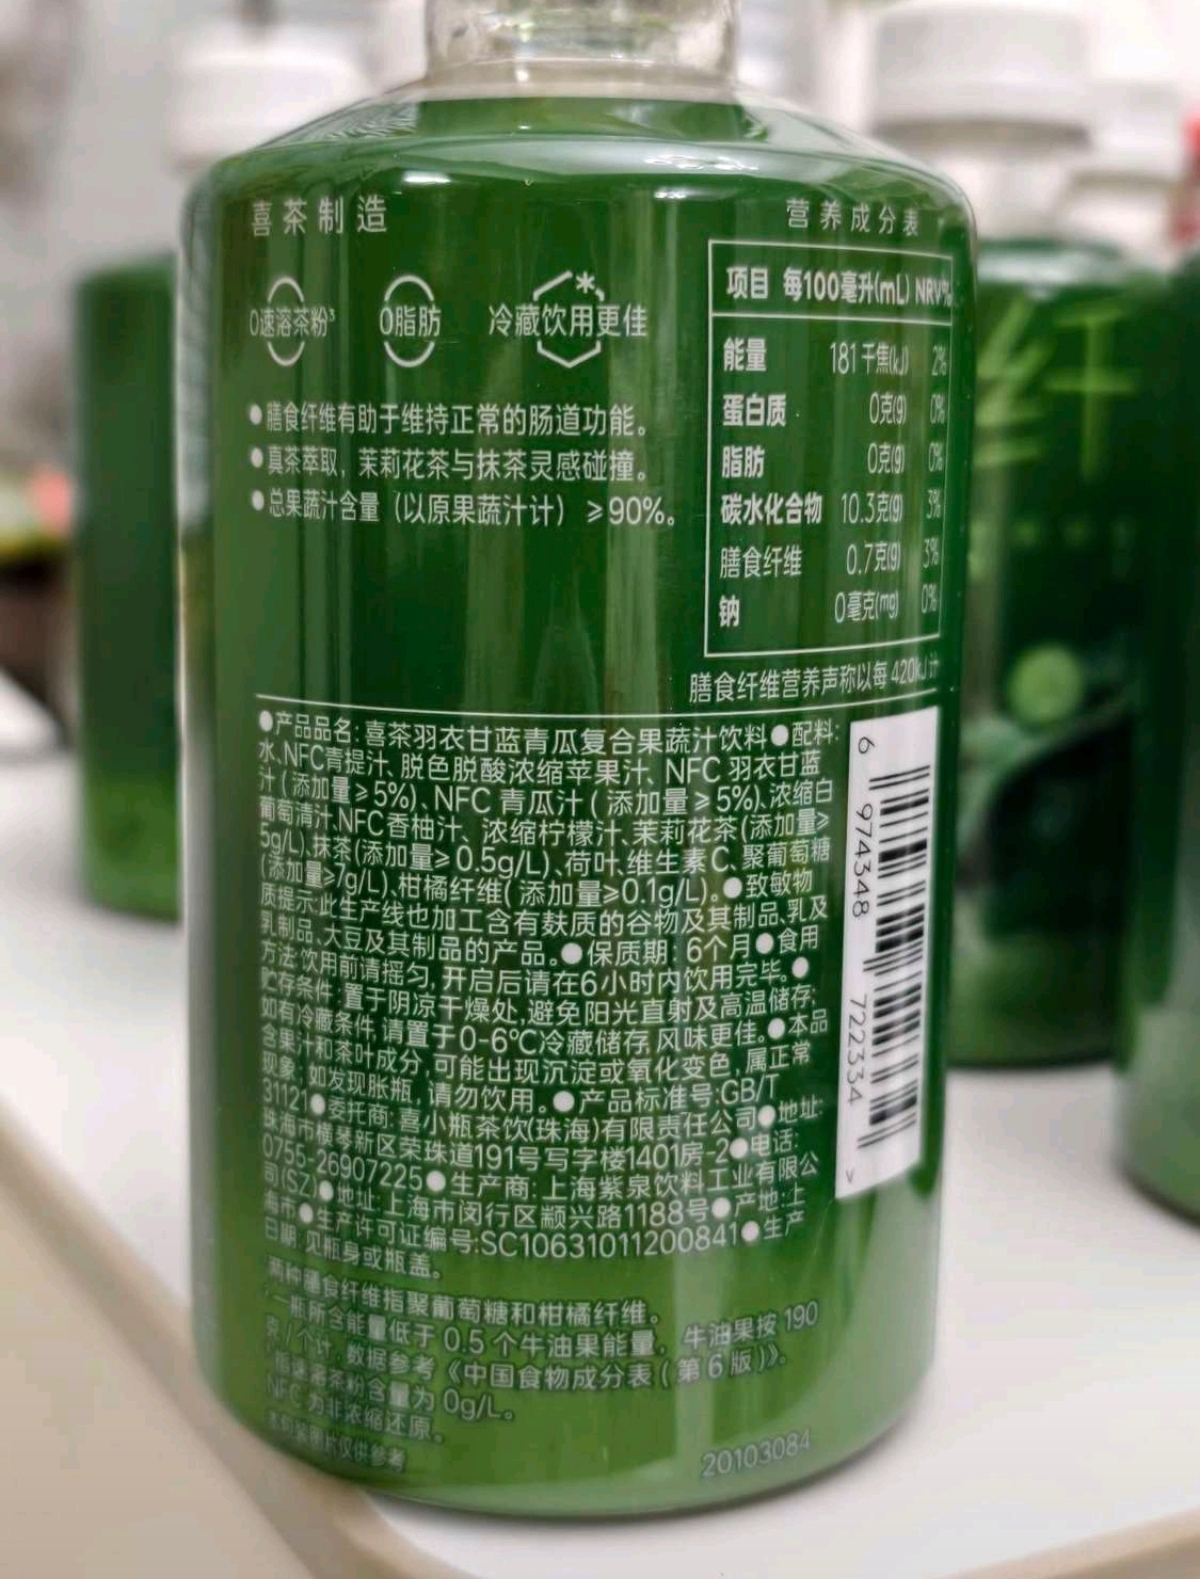 喜茶制造
0速溶茶粉³
0脂肪
冷藏饮用更佳*
●膳食纤维有助于维持正常的肠道功能。
●真茶萃取，茉莉花茶与抹茶灵感碰撞。
●总果蔬汁含量（以原果蔬汁计）≥90%。
营养成分表
项目 每100毫升(mL) NRV%
能量 181千焦(kJ) 2%
蛋白质 0克(g) 0%
脂肪 0克(g) 0%
碳水化合物 10.3克(g) 3%
膳食纤维 0.7克(g) 3%
钠 0毫克(mg) 0%
膳食纤维营养声称以每420kJ计
●产品品名:喜茶羽衣甘蓝青瓜复合果蔬汁饮料●配料:
水、NFC青提汁、脱色脱酸浓缩苹果汁、NFC 羽衣甘蓝
汁(添加量≥5%)、NFC 青瓜汁(添加量≥5%)、浓缩白
葡萄清汁、NFC香柚汁、浓缩柠檬汁、茉莉花茶(添加量≥
5g/L)、抹茶(添加量≥0.5g/L)、荷叶、维生素C、聚葡萄糖
(添加量≥7g/L)、柑橘纤维(添加量≥0.1g/L)。●致敏物
质提示:此生产线也加工含有麸质的谷物及其制品、乳及
乳制品、大豆及其制品的产品。●保质期:6个月●食用
方法:饮用前请摇匀,开启后请在6小时内饮用完毕。●
贮存条件:置于阴凉干燥处,避免阳光直射及高温储存;
如有冷藏条件,请置于0-6℃冷藏储存,风味更佳。●本品
含果汁和茶叶成分,可能出现沉淀或氧化变色,属正常
现象;如发现胀瓶,请勿饮用。●产品标准号:GB/T
31121●委托商:喜小瓶茶饮(珠海)有限责任公司●地址:
珠海市横琴新区荣珠道191号写字楼1401房-2●电话:
0755-26907225●生产商:上海紫泉饮料工业有限公
司(SZ)●地址:上海市闵行区颛兴路1188号●产地:上
海市●生产许可证编号:SC10631011200841●生产
日期:见瓶身或瓶盖。
两种膳食纤维指聚葡萄糖和柑橘纤维。
一瓶所含能量低于0.5个牛油果能量，牛油果按190
克/个计，数据参考《中国食物成分表(第6版)》。
³指速溶茶粉含量为0g/L。
NFC 为非浓缩还原。
图片仅供参考
20103084
6 974348 722334 >
纤